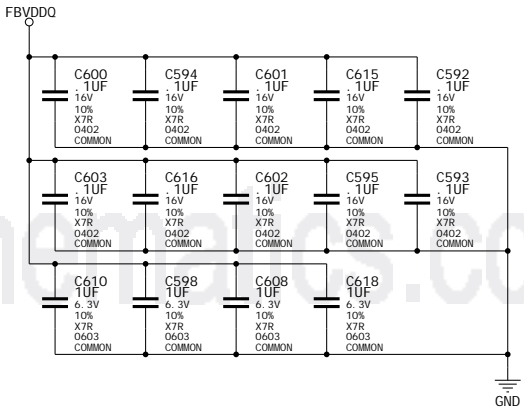 FBVDDQ
C600
.1UF
16V
10%
X7R
0402
COMMON
C594
.1UF
16V
10%
X7R
0402
COMMON
C601
.1UF
16V
10%
X7R
0402
COMMON
C615
.1UF
16V
10%
X7R
0402
COMMON
C592
.1UF
16V
10%
X7R
0402
COMMON
C603
.1UF
16V
10%
X7R
0402
COMMON
C616
.1UF
16V
10%
X7R
0402
COMMON
C602
.1UF
16V
10%
X7R
0402
COMMON
C595
.1UF
16V
10%
X7R
0402
COMMON
C593
.1UF
16V
10%
X7R
0402
COMMON
C610
1UF
6.3V
10%
X7R
0603
COMMON
C598
1UF
6.3V
10%
X7R
0603
COMMON
C608
1UF
6.3V
10%
X7R
0603
COMMON
C618
1UF
6.3V
10%
X7R
0603
COMMON
GND